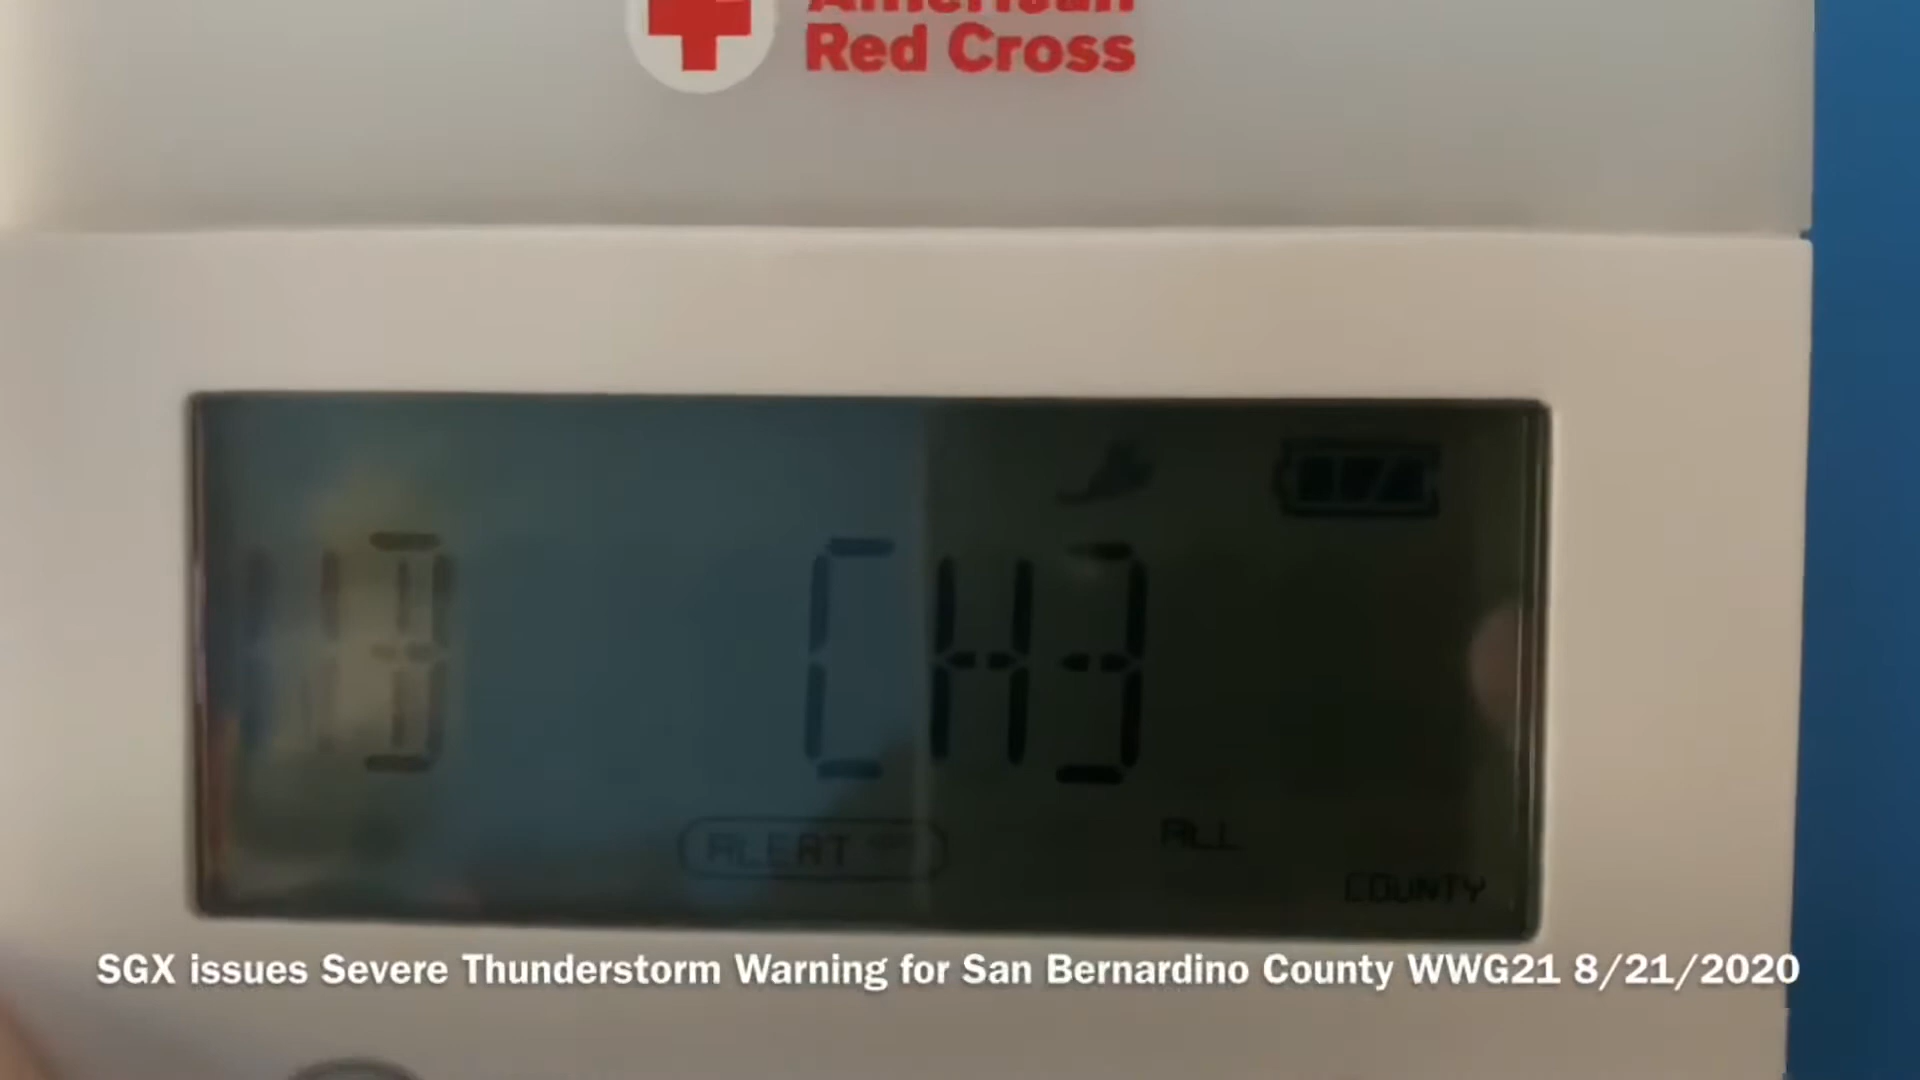 American
Red Cross
CH3
ALERT
ALL
COUNTY
SGX issues Severe Thunderstorm Warning for San Bernardino County WWG21 8/21/2020